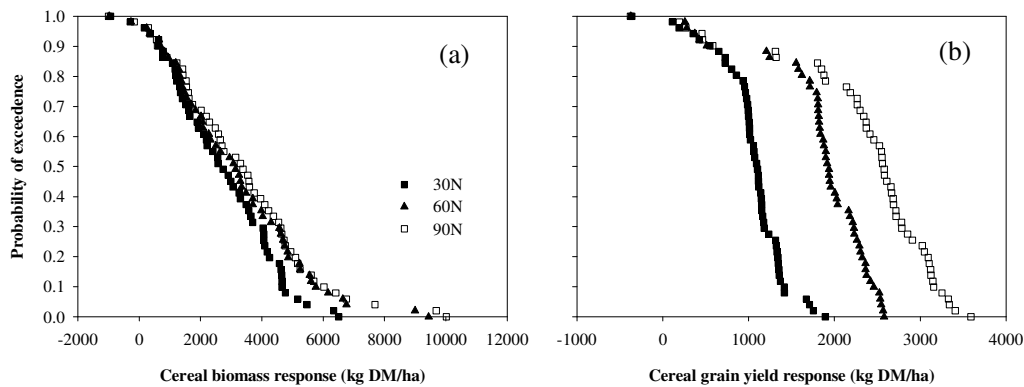 1.0
0.9
0.8
0.7
0.6
0.5
0.4
0.3
0.2
0.1
0.0
Probability of exceedence
(a)
30N
60N
90N
-2000 0 2000 4000 6000 8000 10000 12000
Cereal biomass response (kg DM/ha)
(b)
-1000 0 1000 2000 3000 4000
Cereal grain yield response (kg DM/ha)